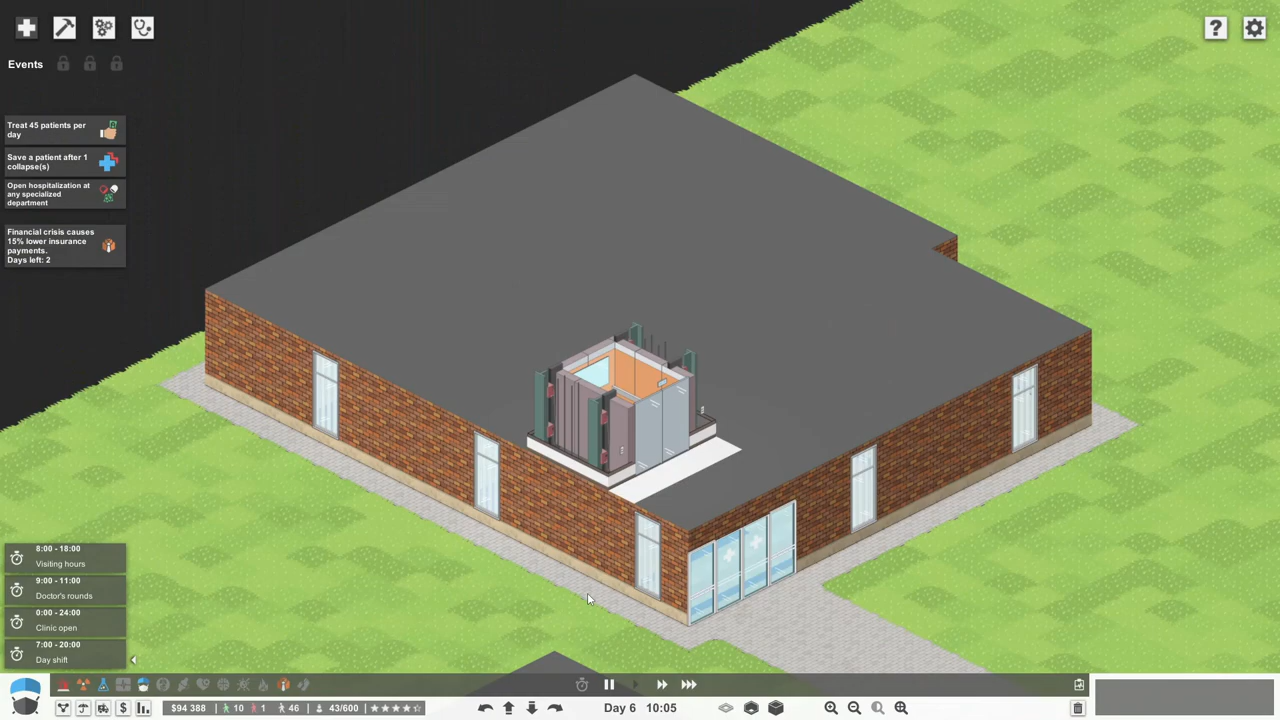 Events
Treat 45 patients per
day
Save a patient after 1
collapse(s)
Open hospitalization at
any specialized
department
Financial crisis causes
15% lower insurance
payments.
Days left: 2
8:00 - 18:00
Visiting hours
9:00 - 11:00
Doctor's rounds
0:00 - 24:00
Clinic open
7:00 - 20:00
Day shift
$94 388
10
1
46
43/600
Day 6 10:05